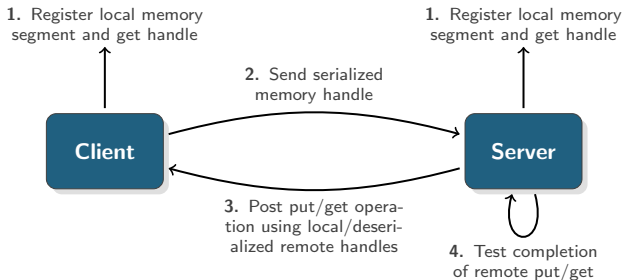 1. Register local memory
segment and get handle
1. Register local memory
segment and get handle
2. Send serialized
memory handle
Client
Server
3. Post put/get opera-
tion using local/deseri-
alized remote handles
4. Test completion
of remote put/get